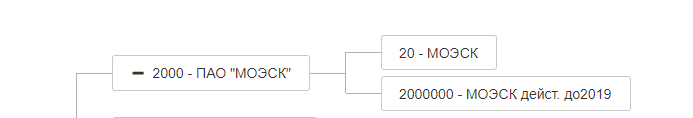 2000 - ПАО "МОЭСК"
20 - МОЭСК
2000000 - МОЭСК дейст. до2019